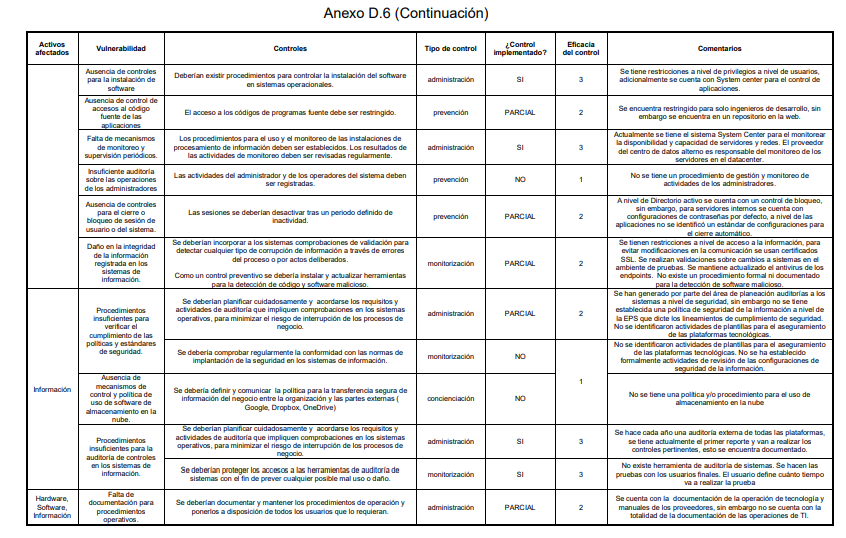 Anexo D.6 (Continuación)
Activos
afectados
Vulnerabilidad
Controles
Tipo de control
¿Control
implementado?
Eficacia
del control
Comentarios
Ausencia de controles
para la instalación de
software
Deberían existir procedimientos para controlar la instalación del software
en sistemas operacionales.
administración
SI
3
Se tiene restricciones a nivel de privilegios a nivel de usuarios,
adicionalmente se cuenta con System center para el control de
aplicaciones.
Ausencia de control de
accesos al código
fuente de las
aplicaciones
El acceso a los códigos de programas fuente debe ser restringido.
prevención
PARCIAL
2
Se encuentra restringido para solo ingenieros de desarrollo, sin
embargo se encuentra en un repositorio en la web.
Falta de mecanismos
de monitoreo y
supervisión periódicos.
Los procedimientos para el uso y el monitoreo de las instalaciones de
procesamiento de información deben ser establecidos. Los resultados de
las actividades de monitoreo deben ser revisadas regularmente.
administración
SI
3
Actualmente se tiene el sistema System Center para el monitorear
la disponibilidad y capacidad de servidores y redes. El proveedor
del centro de datos alterno es responsable del monitoreo de los
servidores en el datacenter.
Insuficiente auditoría
sobre las operaciones
de los administradores
Las actividades del administrador y de los operadores del sistema deben
ser registradas.
prevención
NO
1
No se tiene un procedimiento de gestión y monitoreo de
actividades de los administradores.
Ausencia de controles
para el cierre o
bloqueo de sesión de
usuario o del sistema.
Las sesiones se deberían desactivar tras un periodo definido de
inactividad.
prevención
PARCIAL
2
A nivel de Directorio activo se cuenta con un control de bloqueo,
sin embargo, para servidores internos se cuenta con
configuraciones de contraseñas por defecto, a nivel de las
aplicaciones no se identificó un estándar de configuraciones para
el cierre automático.
Daño en la integridad
de la información
registrada en los
sistemas de
información.
Se deberían incorporar a los sistemas comprobaciones de validación para
detectar cualquier tipo de corrupción de información a través de errores
del proceso o por actos deliberados.
Como un control preventivo se debería instalar y actualizar herramientas
para la detección de código y software malicioso.
monitorización
PARCIAL
2
Se tienen restricciones a nivel de acceso a la información, para
evitar modificaciones en la comunicación se usan certificados
SSL. Se realizan validaciones sobre cambios a sistemas en el
ambiente de pruebas. Se mantiene actualizado el antivirus de los
endpoints. No existe un procedimiento formal ni documentado
para la detección de software malicioso.
Información
Procedimientos
insuficientes para
verificar el
cumplimiento de las
políticas y estándares
de seguridad.
Se deberían planificar cuidadosamente y acordarse los requisitos y
actividades de auditoría que impliquen comprobaciones en los sistemas
operativos, para minimizar el riesgo de interrupción de los procesos de
negocio.
administración
PARCIAL
2
Se han generado por parte del área de planeación auditorías a los
sistemas a nivel de seguridad, sin embargo no se tiene
establecida una política de seguridad de la información a nivel de
la EPS que dicte los lineamientos de cumplimiento de seguridad.
No se identificaron actividades de plantillas para el aseguramiento
de las plataformas tecnológicas.
Se debería comprobar regularmente la conformidad con las normas de
implantación de la seguridad en los sistemas de información.
monitorización
NO
1
No se identificaron actividades de plantillas para el aseguramiento
de las plataformas tecnológicas. No se ha establecido
formalmente actividades de revisión de las configuraciones de
seguridad de la información.
Ausencia de
mecanismos de
control y política de
uso de software de
almacenamiento en la
nube.
Se debería definir y comunicar la política para la transferencia segura de
información del negocio entre la organización y las partes externas (
Google, Dropbox, OneDrive)
concienciación
NO
No se tiene una política y/o procedimiento para el uso de
almacenamiento en la nube
Procedimientos
insuficientes para la
auditoría de controles
en los sistemas de
información.
Se deberían planificar cuidadosamente y acordarse los requisitos y
actividades de auditoría que impliquen comprobaciones en los sistemas
operativos, para minimizar el riesgo de interrupción de los procesos de
negocio.
administración
SI
3
Se hace cada año una auditoría externa de todas las plataformas,
se tiene actualmente el primer reporte y van a realizar los
controles pertinentes, esto se encuentra documentado.
Se deberían proteger los accesos a las herramientas de auditoría de
sistemas con el fin de prever cualquier posible mal uso o daño.
monitorización
SI
3
No existe herramienta de auditoría de sistemas. Se hacen las
pruebas con los usuarios finales. El usuario define cuánto tiempo
va a realizar la prueba
Hardware,
Software,
Información
Falta de
documentación para
procedimientos
operativos.
Se deberían documentar y mantener los procedimientos de operación y
ponerlos a disposición de todos los usuarios que lo requieran.
administración
PARCIAL
2
Se cuenta con la documentación de la operación de tecnología y
manuales de los proveedores, sin embargo no se cuenta con la
totalidad de la documentación de las operaciones de TI.